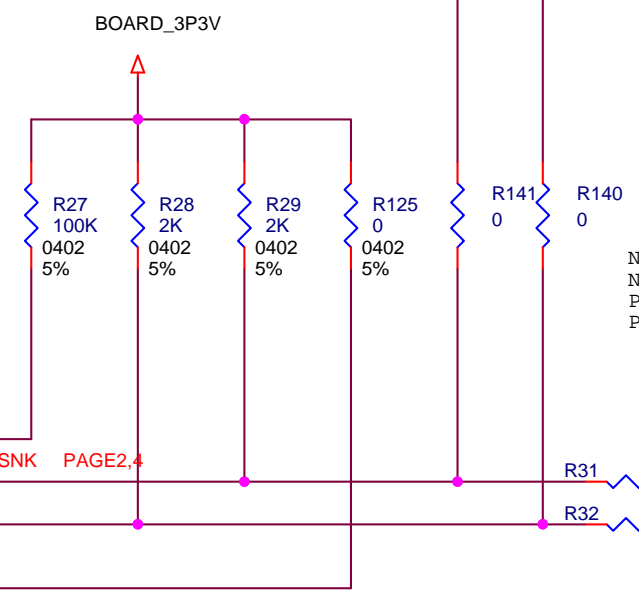 BOARD_3P3V
R27
100K
0402
5%
R28
2K
0402
5%
R29
2K
0402
5%
R125
0
0402
5%
R141
0
R140
0
N
N
P
P
SNK PAGE2,4
R31
R32